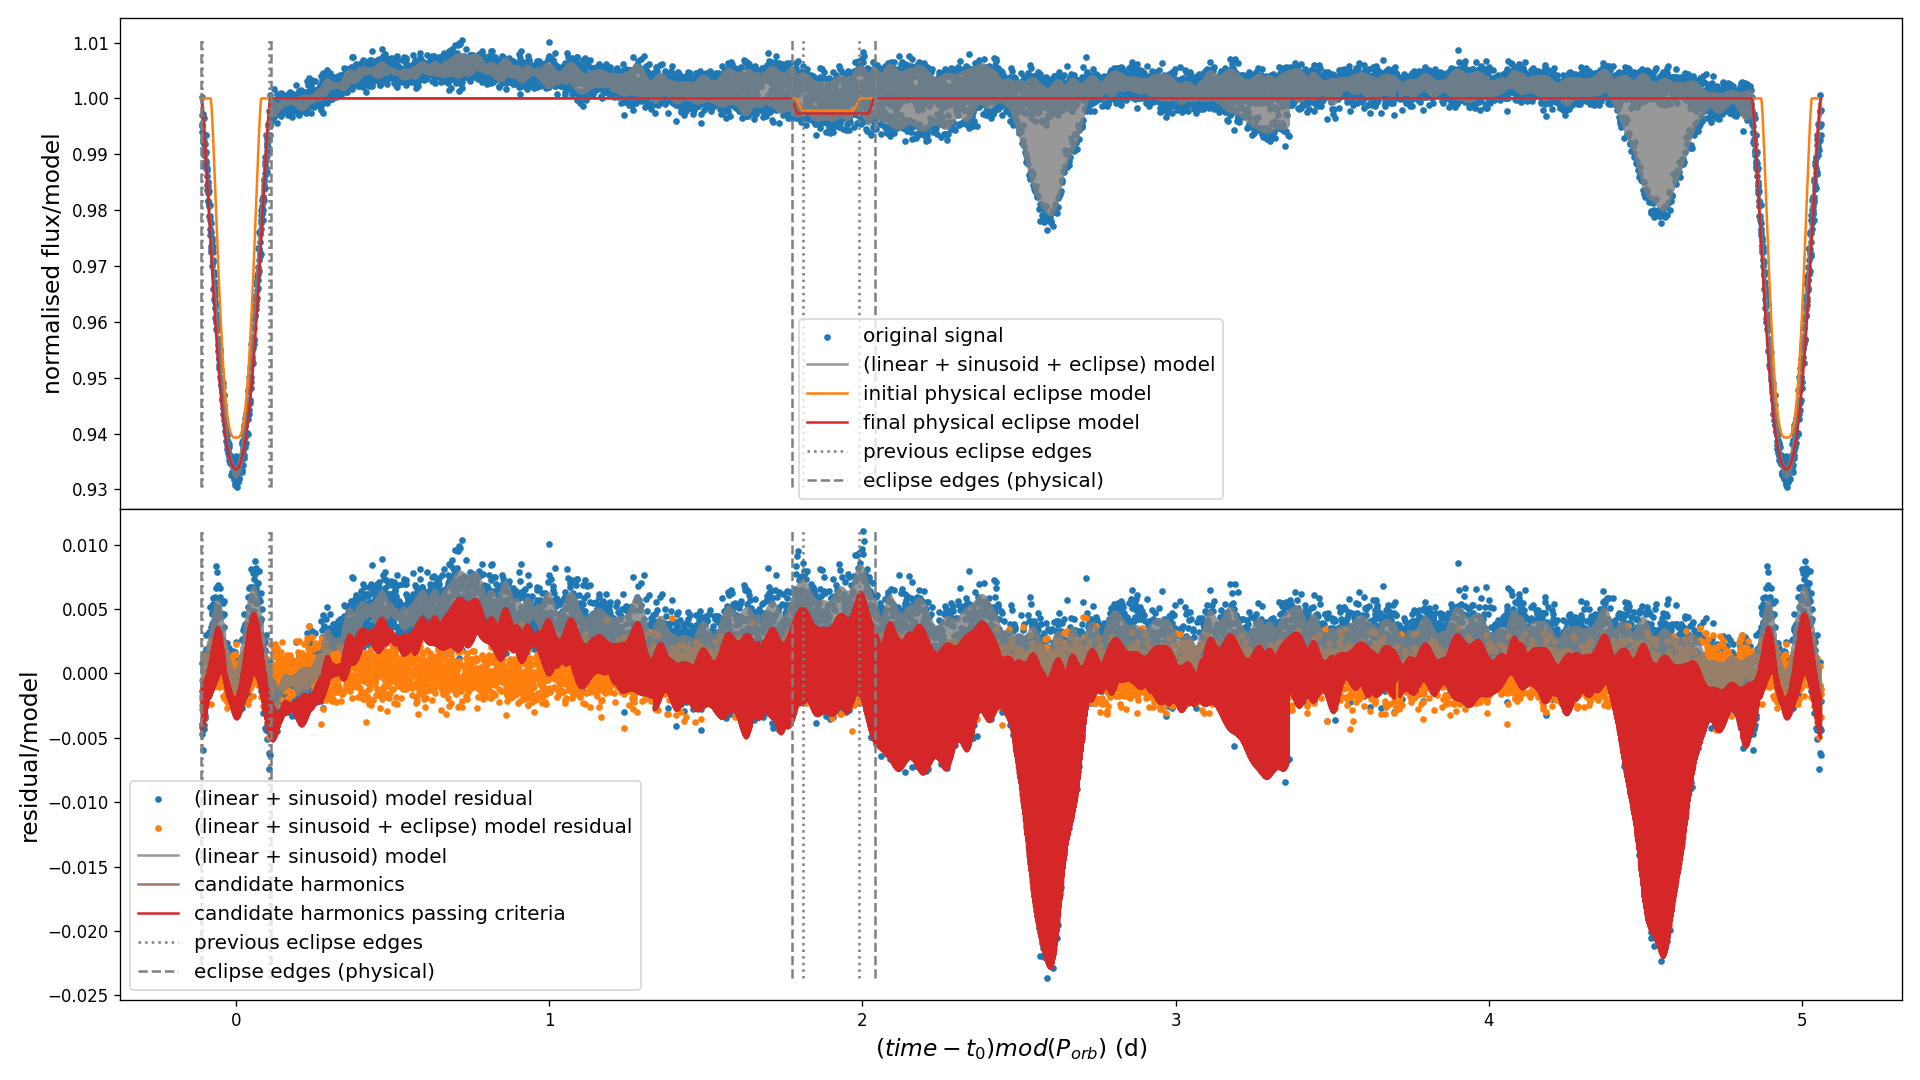 normalised flux/model
1.01
1.00
0.99
0.98
0.97
0.96
0.95
0.94
0.93
original signal
(linear + sinusoid + eclipse) model
initial physical eclipse model
final physical eclipse model
previous eclipse edges
eclipse edges (physical)
residual/model
0.010
0.005
0.000
−0.005
−0.010
−0.015
−0.020
−0.025
(linear + sinusoid) model residual
(linear + sinusoid + eclipse) model residual
(linear + sinusoid) model
candidate harmonics
candidate harmonics passing criteria
previous eclipse edges
eclipse edges (physical)
0 1 2 3 4 5
(time − t₀)mod(P_orb) (d)